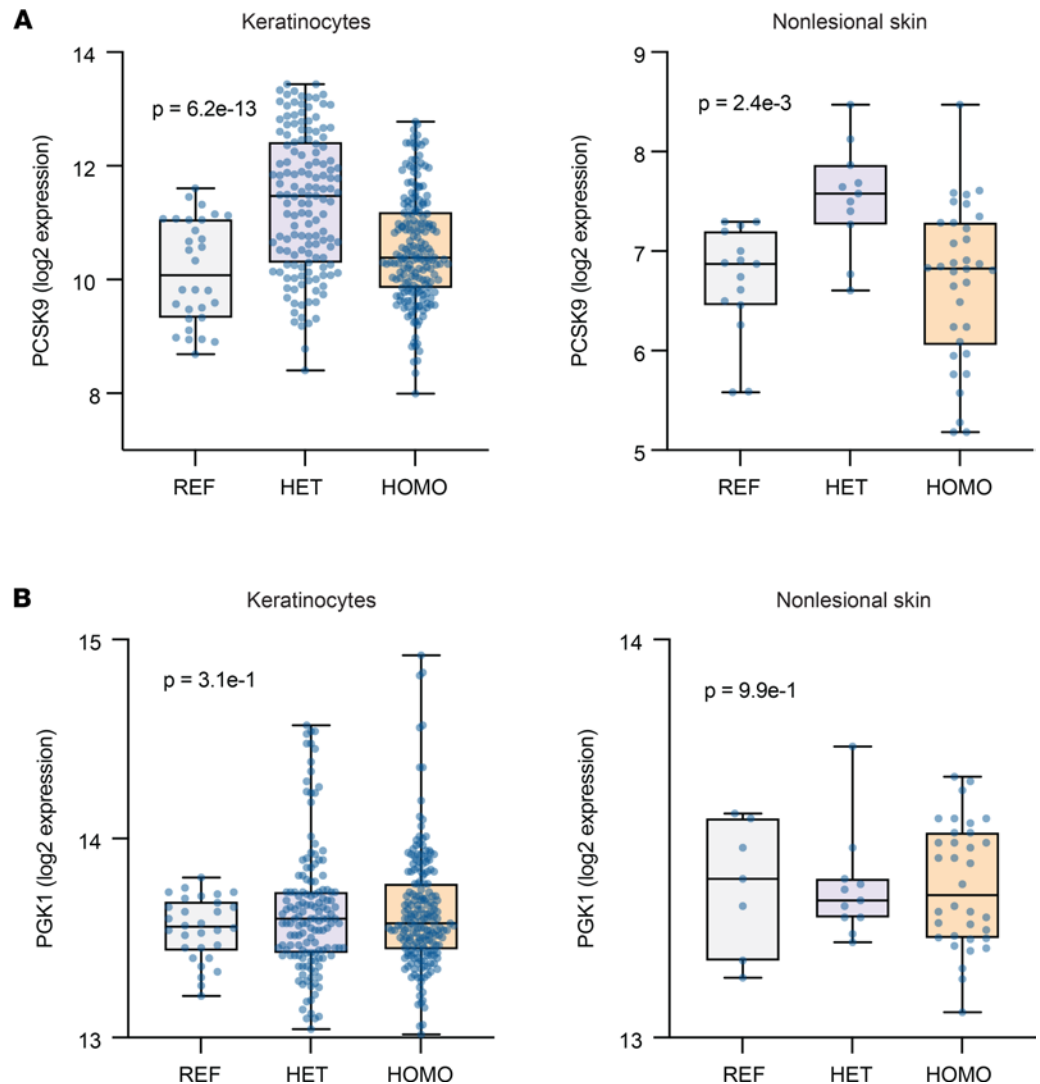 A
Keratinocytes
Nonlesional skin
14
12
10
8
PCSK9 (log2 expression)
p = 6.2e-13
REF HET HOMO
9
8
7
6
5
PCSK9 (log2 expression)
p = 2.4e-3
REF HET HOMO
B
Keratinocytes
Nonlesional skin
15
14
13
PGK1 (log2 expression)
p = 3.1e-1
REF HET HOMO
14
13
PGK1 (log2 expression)
p = 9.9e-1
REF HET HOMO